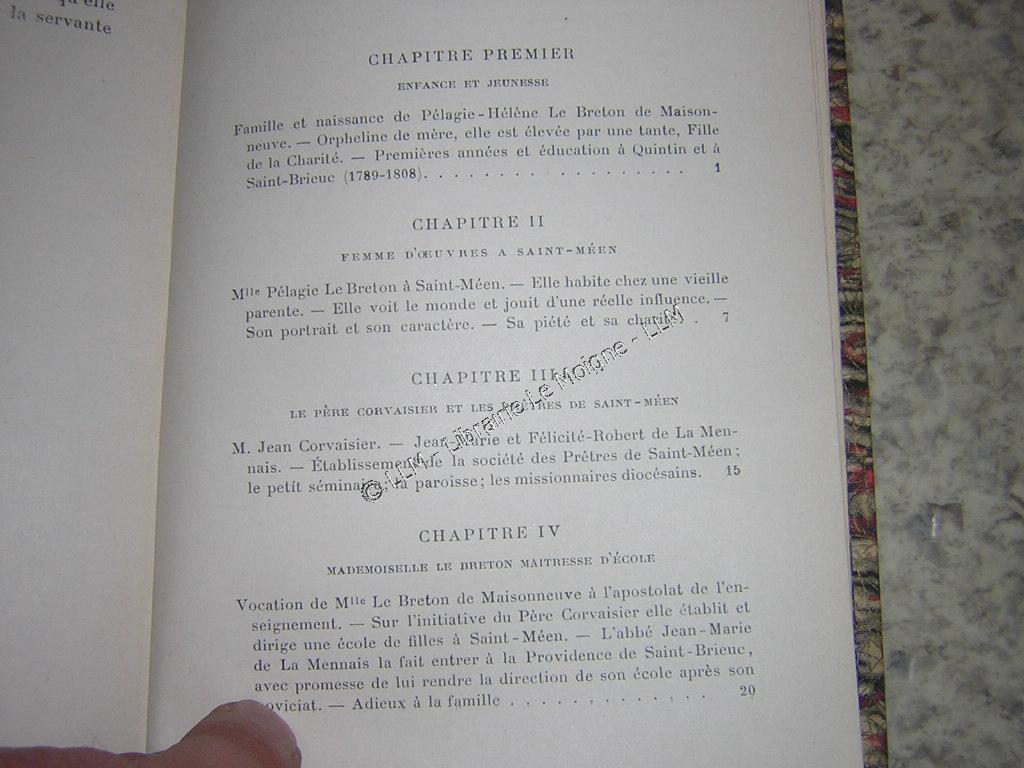 qu'elle
la servante
CHAPITRE PREMIER
ENFANCE ET JEUNESSE
Famille et naissance de Pélagie-Hélène Le Breton de Maison-
neuve. — Orpheline de mère, elle est élevée par une tante, Fille
de la Charité. — Premières années et éducation à Quintin et à
Saint-Brieuc (1789-1808). . . . . . . . . . . . . . . . . . 1
CHAPITRE II
FEMME D'ŒUVRES A SAINT-MÉEN
Mlle Pélagie Le Breton à Saint-Méen. — Elle habite chez une vieille
parente. — Elle voit le monde et jouit d'une réelle influence. —
Son portrait et son caractère. — Sa piété et sa charité. . 7
CHAPITRE III
LE PÈRE CORVAISIER ET LES PRÊTRES DE SAINT-MÉEN
M. Jean Corvaisier. — Jean-Marie et Félicité-Robert de La Men-
nais. — Établissement de la société des Prêtres de Saint-Méen;
le petit séminaire, la paroisse; les missionnaires diocésains. 15
CHAPITRE IV
MADEMOISELLE LE BRETON MAITRESSE D'ÉCOLE
Vocation de Mlle Le Breton de Maisonneuve à l'apostolat de l'en-
seignement. — Sur l'initiative du Père Corvaisier elle établit et
dirige une école de filles à Saint-Méen. — L'abbé Jean-Marie
de La Mennais la fait entrer à la Providence de Saint-Brieuc,
avec promesse de lui rendre la direction de son école après son
oviciat. — Adieux à la famille . . . . . . . . . . . 20
© LLM - Librairie Le Moigne - LLM